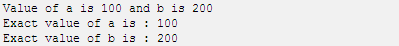 Value of a is 100 and b is 200
Exact value of a is : 100
Exact value of b is : 200